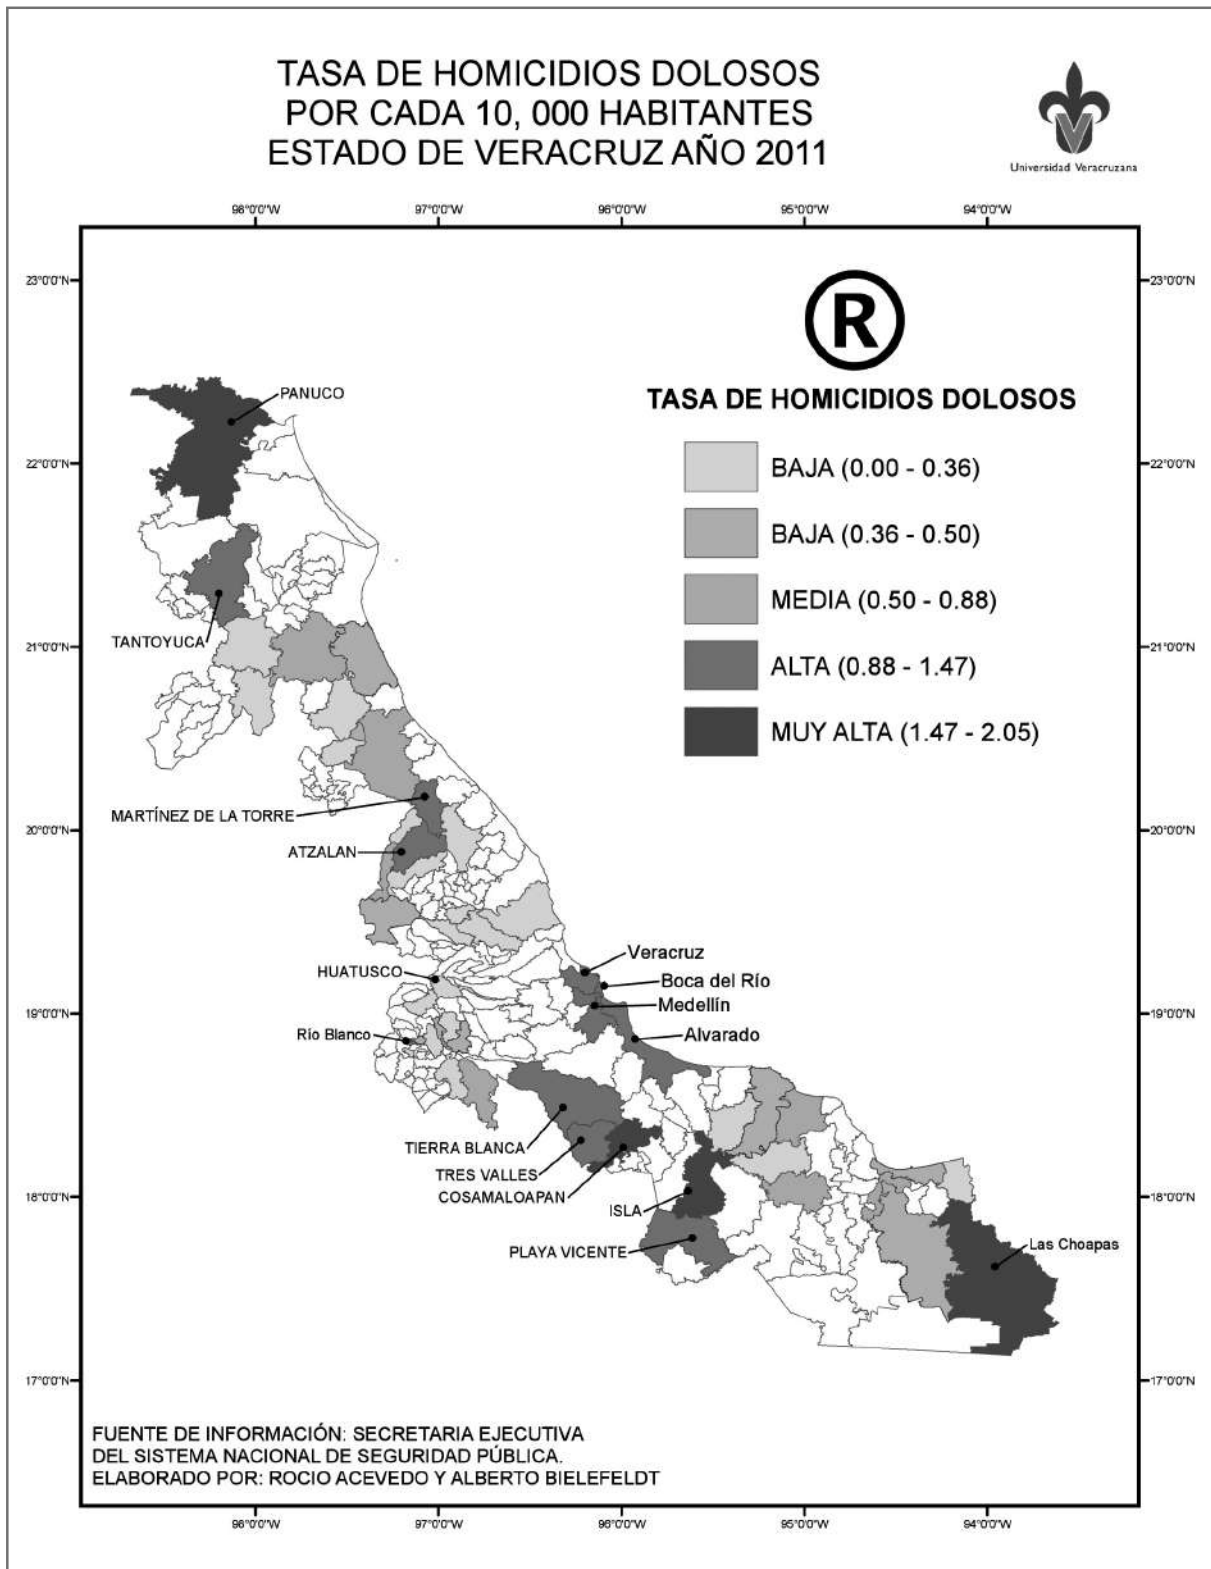 TASA DE HOMICIDIOS DOLOSOS
POR CADA 10, 000 HABITANTES
ESTADO DE VERACRUZ AÑO 2011
Universidad Veracruzana
98°0'0"W
97°0'0"W
96°0'0"W
95°0'0"W
94°0'0"W
23°0'0"N
23°0'0"N
®
TASA DE HOMICIDIOS DOLOSOS
BAJA (0.00 - 0.36)
BAJA (0.36 - 0.50)
MEDIA (0.50 - 0.88)
ALTA (0.88 - 1.47)
MUY ALTA (1.47 - 2.05)
PANUCO
22°0'0"N
22°0'0"N
TANTOYUCA
21°0'0"N
21°0'0"N
MARTÍNEZ DE LA TORRE
20°0'0"N
20°0'0"N
ATZALAN
Veracruz
HUATUSCO
Boca del Río
Medellín
19°0'0"N
19°0'0"N
Río Blanco
Alvarado
TIERRA BLANCA
TRES VALLES
COSAMALOAPAN
18°0'0"N
18°0'0"N
ISLA
PLAYA VICENTE
Las Choapas
17°0'0"N
17°0'0"N
FUENTE DE INFORMACIÓN: SECRETARIA EJECUTIVA
DEL SISTEMA NACIONAL DE SEGURIDAD PÚBLICA.
ELABORADO POR: ROCIO ACEVEDO Y ALBERTO BIELEFELDT
98°0'0"W
97°0'0"W
96°0'0"W
95°0'0"W
94°0'0"W